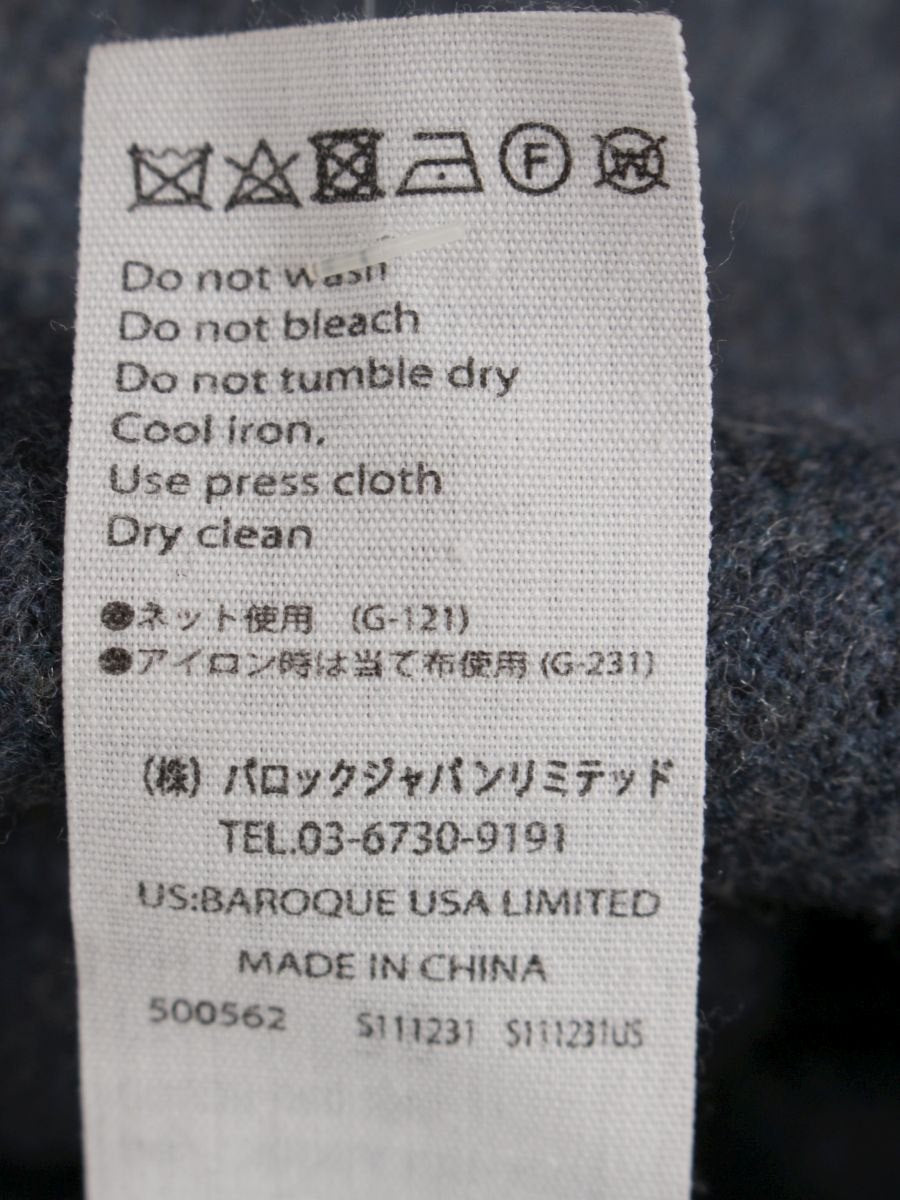 F W
Do not wash
Do not bleach
Do not tumble dry
Cool iron.
Use press cloth
Dry clean
●ネット使用 (G-121)
●アイロン時は当て布使用 (G-231)
(株) バロックジャパンリミテッド
TEL.03-6730-9191
US:BAROQUE USA LIMITED
MADE IN CHINA
500562 S111231 S111231US